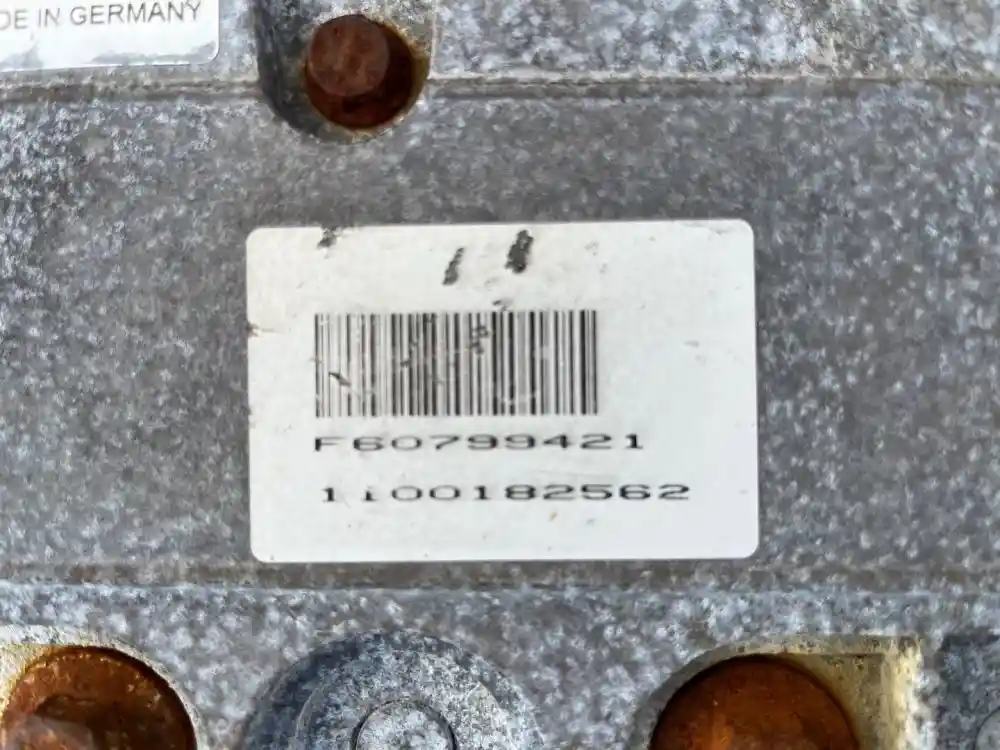 DE IN GERMANY
F60799421
1100182562